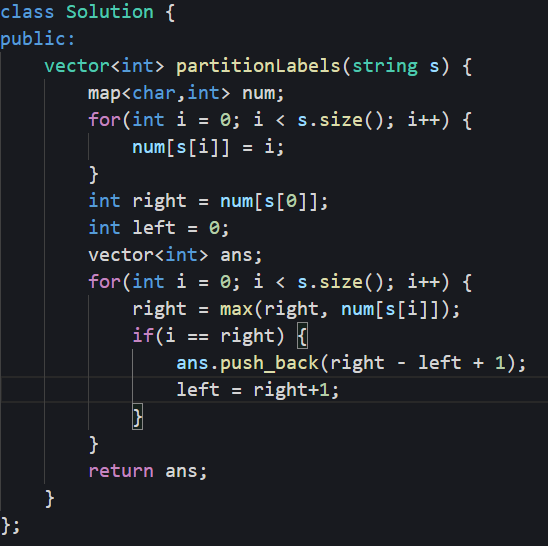 class Solution {
public:
    vector<int> partitionLabels(string s) {
        map<char,int> num;
        for(int i = 0; i < s.size(); i++) {
            num[s[i]] = i;
        }
        int right = num[s[0]];
        int left = 0;
        vector<int> ans;
        for(int i = 0; i < s.size(); i++) {
            right = max(right, num[s[i]]);
            if(i == right) {
                ans.push_back(right - left + 1);
                left = right+1;
            }
        }
        return ans;
    }
};